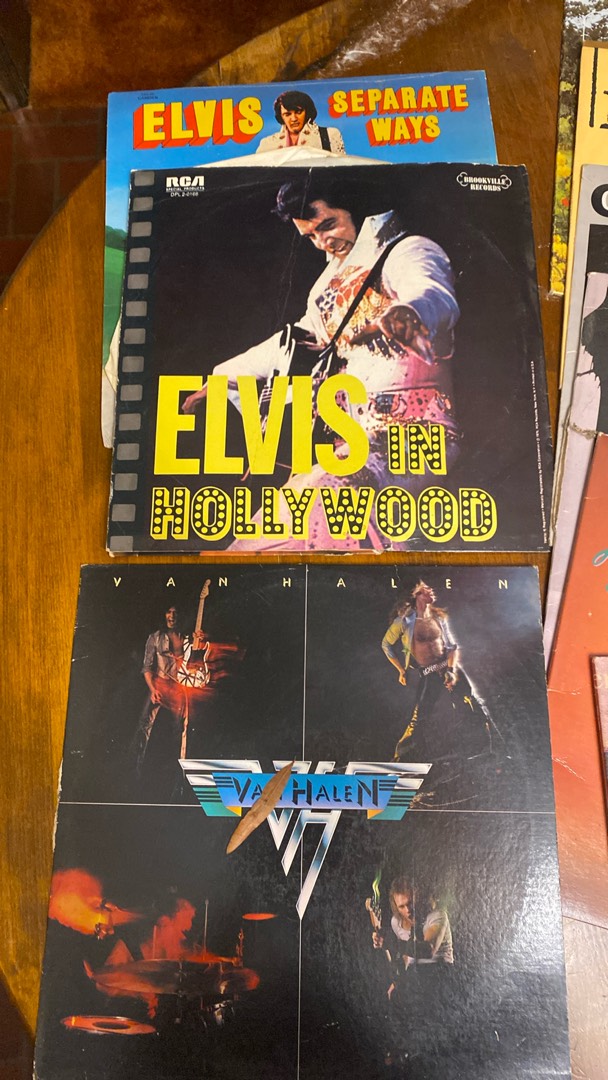 ELVIS
SEPARATE
WAYS
RCA
SPECIAL PRODUCTS
DPL 2-0168
BROOKVILLE
RECORDS
ELVIS IN
HOLLYWOOD
VAN HALEN
VAN HALEN